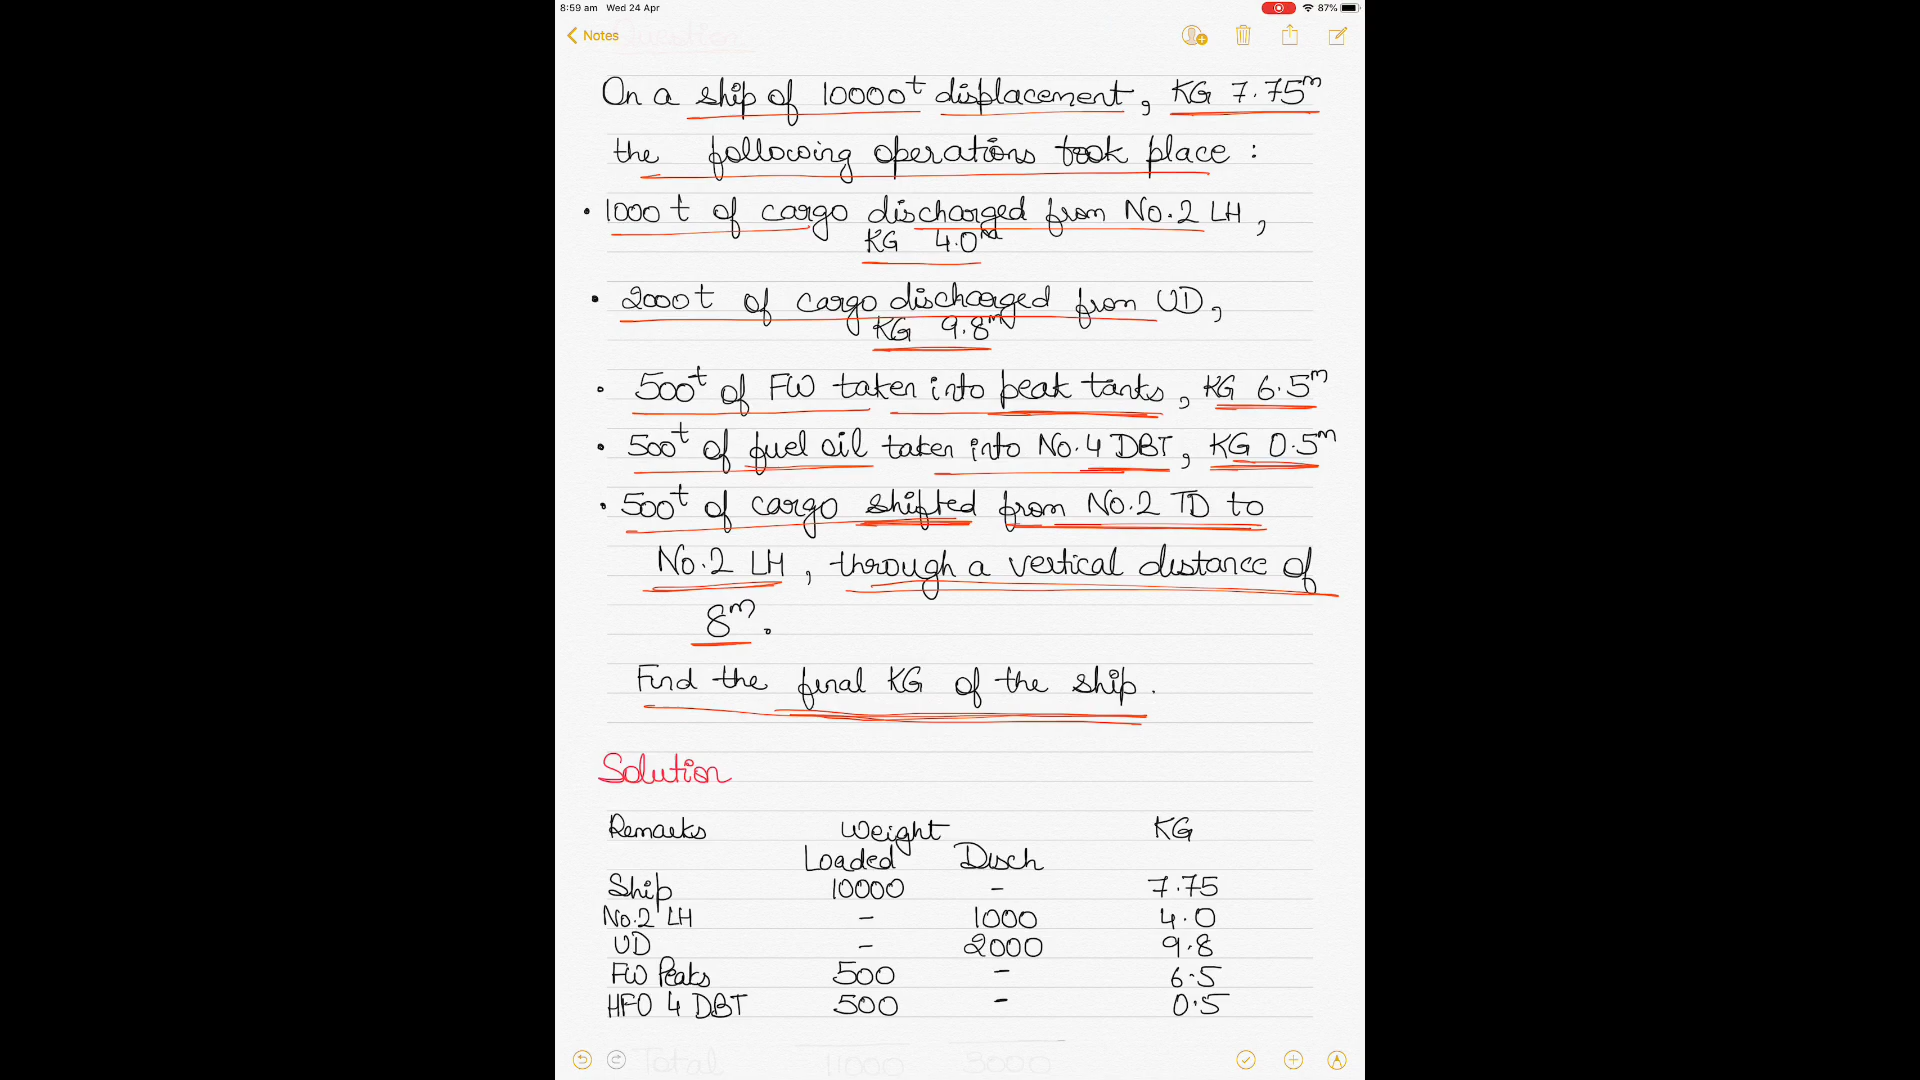 8:59 am Wed 24 Apr 87%
Notes
On a ship of 10000t displacement, KG 7.75m
the following operations took place :
• 1000 t of cargo discharged from No.2 LH,
KG 4.0m
• 2000t of cargo discharged from UD,
KG 9.8m
• 500t of FW taken into peak tanks, KG 6.5m
• 500t of fuel oil taken into No.4 DBT, KG 0.5m
• 500t of cargo shifted from No.2 TD to
No.2 LH, through a vertical distance of
8m.
Find the final KG of the ship.
Solution
Remarks Weight KG
Loaded Disch
Ship 10000 - 7.75
No.2 LH - 1000 4.0
UD - 2000 9.8
FW Peaks 500 - 6.5
HFO 4 DBT 500 - 0.5
Total 11000 3000